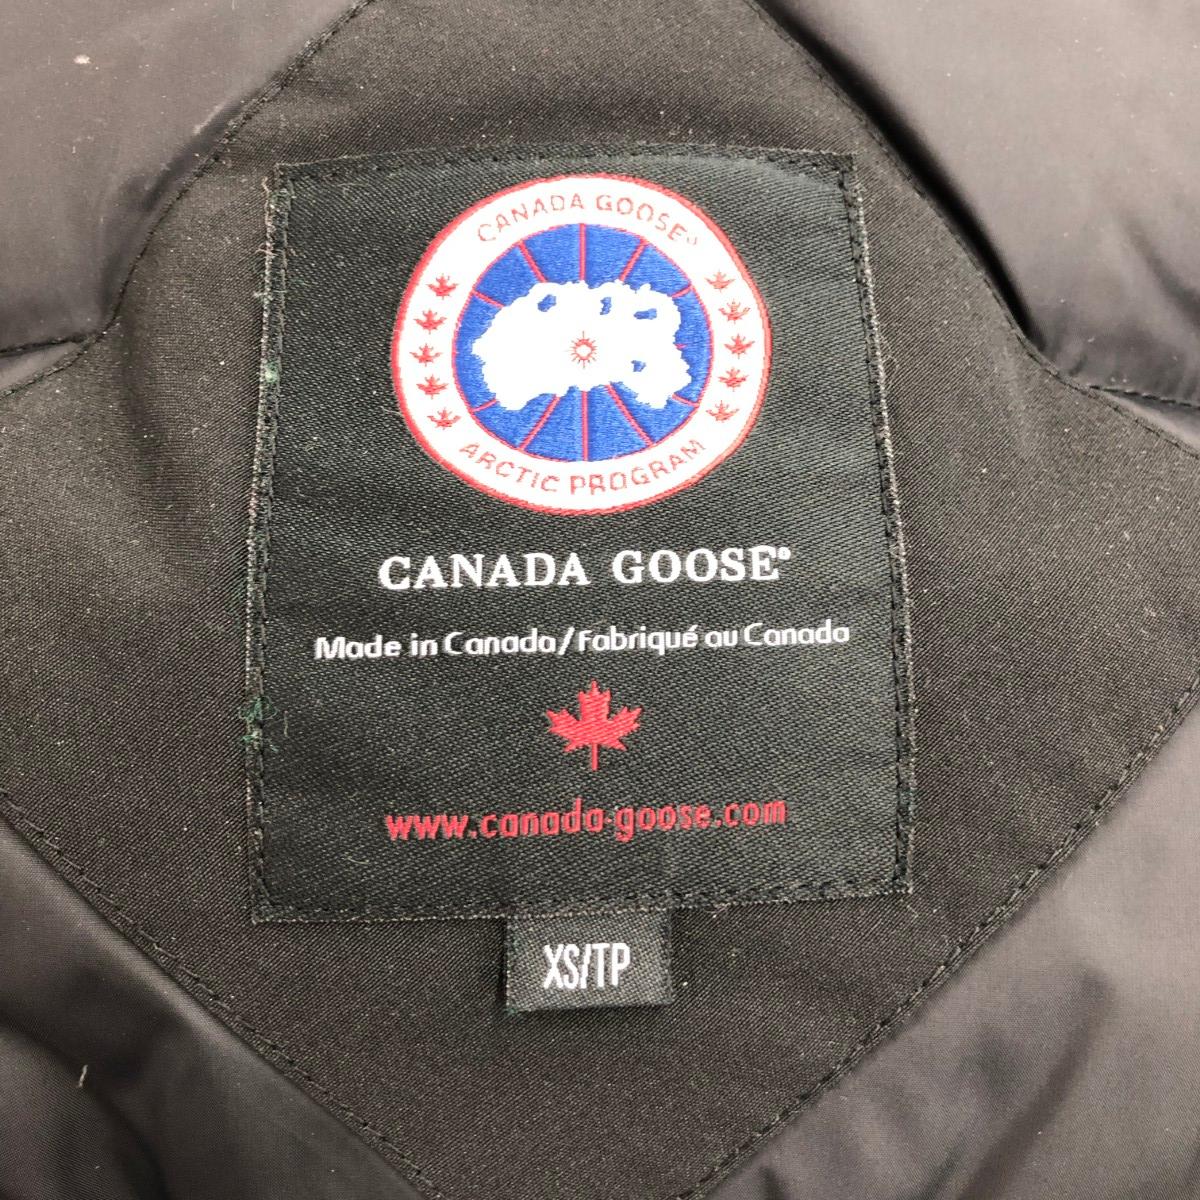 CANADA GOOSE®
ARCTIC PROGRAM
CANADA GOOSE®
Made in Canada/Fabriqué au Canada
www.canada-goose.com
XS/TP